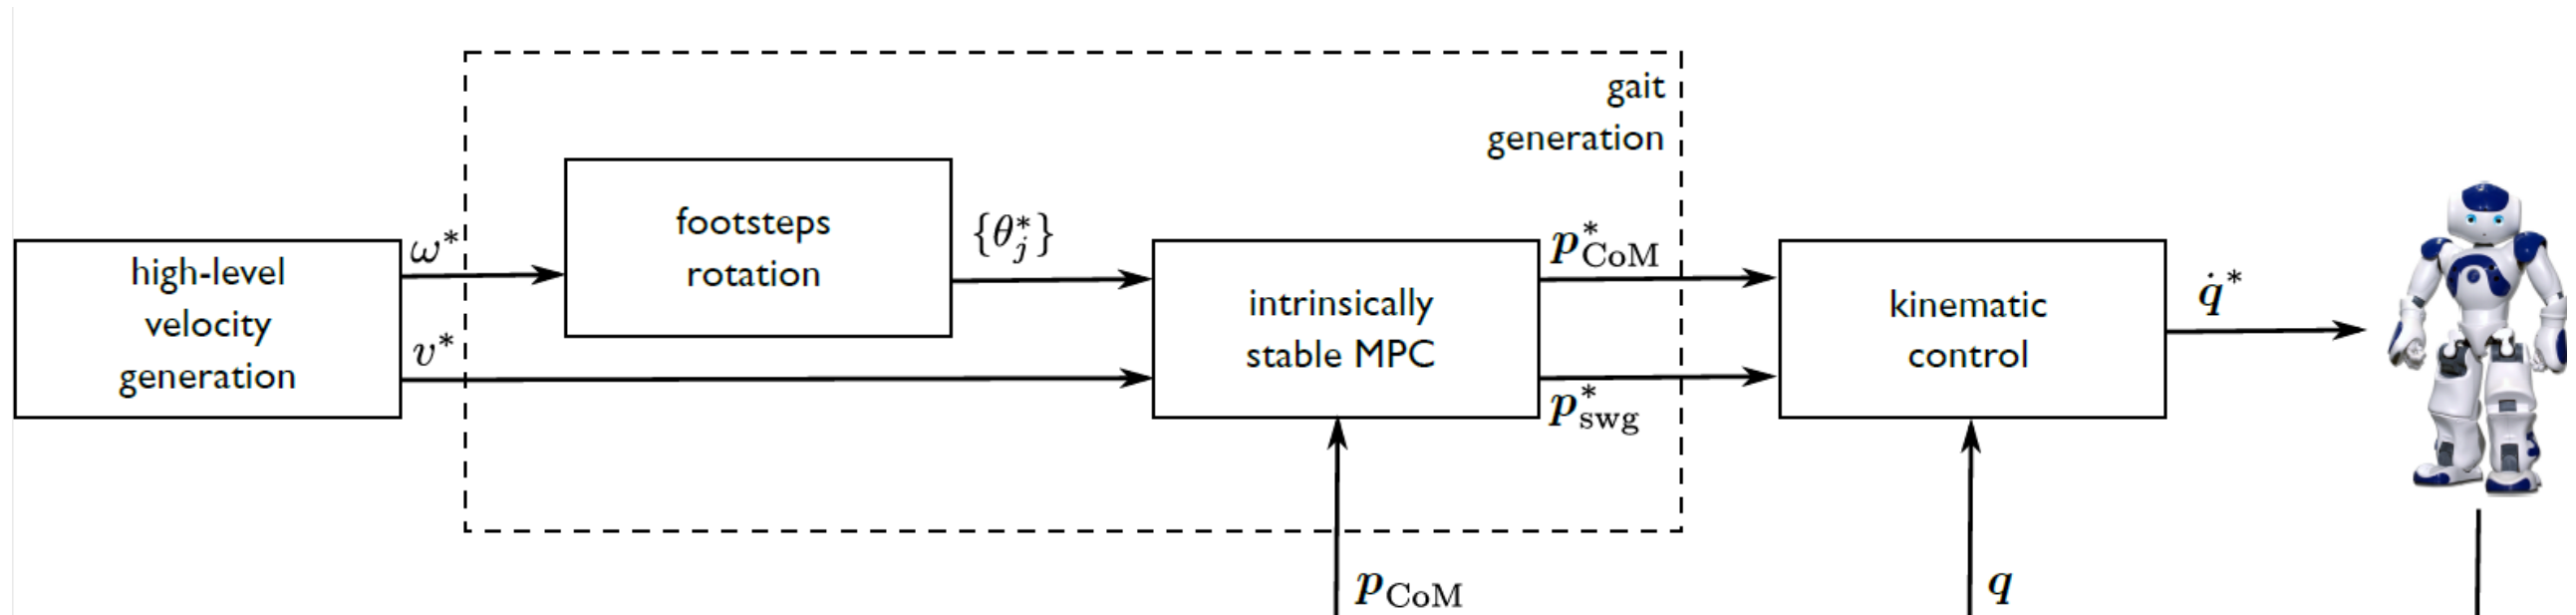 gait
generation
high-level
velocity
generation
ω*
v*
footsteps
rotation
{θ*j}
intrinsically
stable MPC
p*CoM
p*swg
kinematic
control
q̇*
pCoM
q